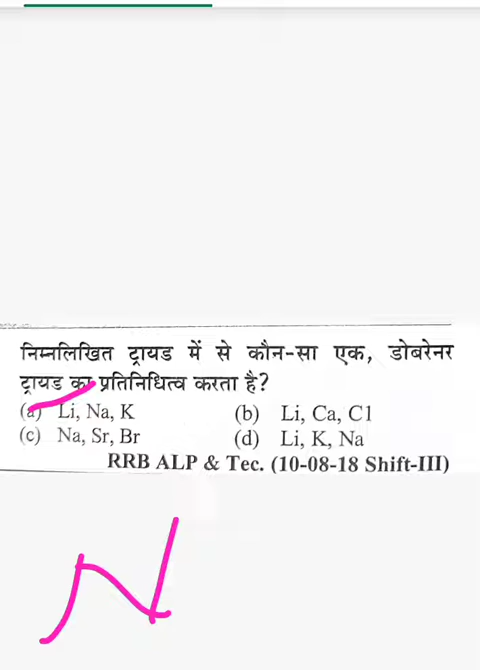 निम्नलिखित ट्रायड में से कौन-सा एक, डोबरेनर
ट्रायड का प्रतिनिधित्व करता है?
(a) Li, Na, K (b) Li, Ca, C1
(c) Na, Sr, Br (d) Li, K, Na
RRB ALP & Tec. (10-08-18 Shift-III)
N